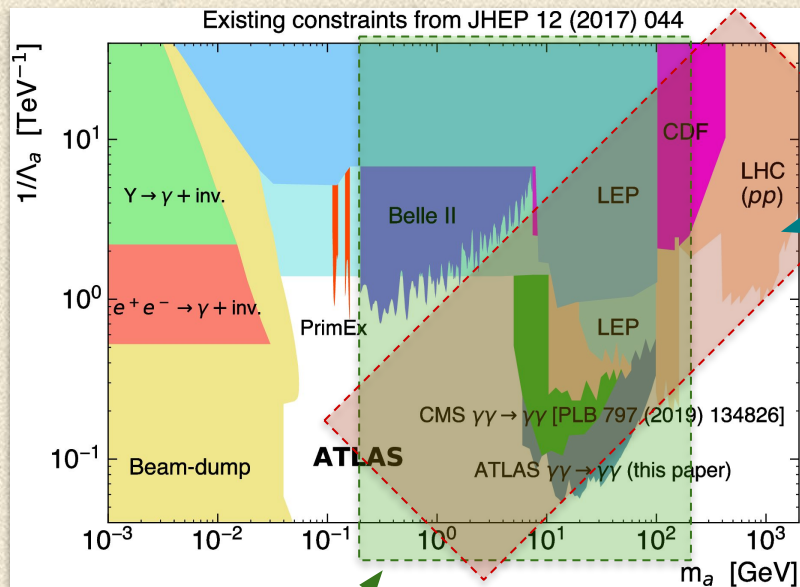 Existing constraints from JHEP 12 (2017) 044
1/Λₐ [TeV⁻¹]
10¹
10⁰
10⁻¹
CDF
LHC
(pp)
Υ → γ + inv.
LEP
Belle II
e⁺e⁻ → γ + inv.
PrimEx
LEP
CMS γγ → γγ [PLB 797 (2019) 134826]
ATLAS
Beam-dump
ATLAS γγ → γγ (this paper)
10⁻³ 10⁻² 10⁻¹ 10⁰ 10¹ 10² 10³
mₐ [GeV]